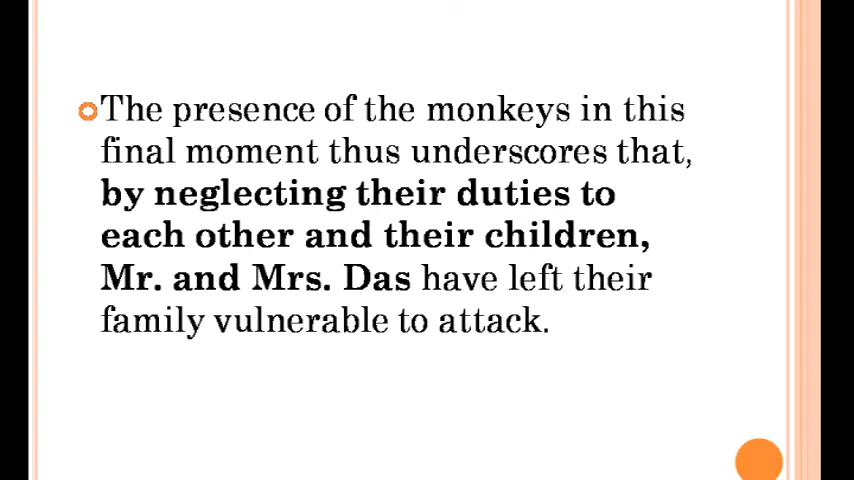 The presence of the monkeys in this
final moment thus underscores that,
by neglecting their duties to
each other and their children,
Mr. and Mrs. Das have left their
family vulnerable to attack.